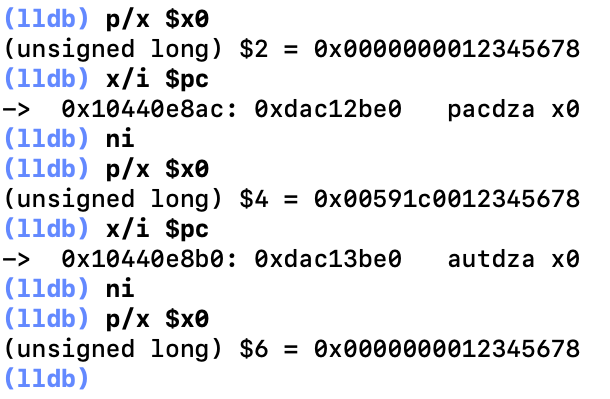 (lldb) p/x $x0
(unsigned long) $2 = 0x0000000012345678
(lldb) x/i $pc
-> 0x10440e8ac: 0xdac12be0 pacdza x0
(lldb) ni
(lldb) p/x $x0
(unsigned long) $4 = 0x00591c0012345678
(lldb) x/i $pc
-> 0x10440e8b0: 0xdac13be0 autdza x0
(lldb) ni
(lldb) p/x $x0
(unsigned long) $6 = 0x0000000012345678
(lldb)